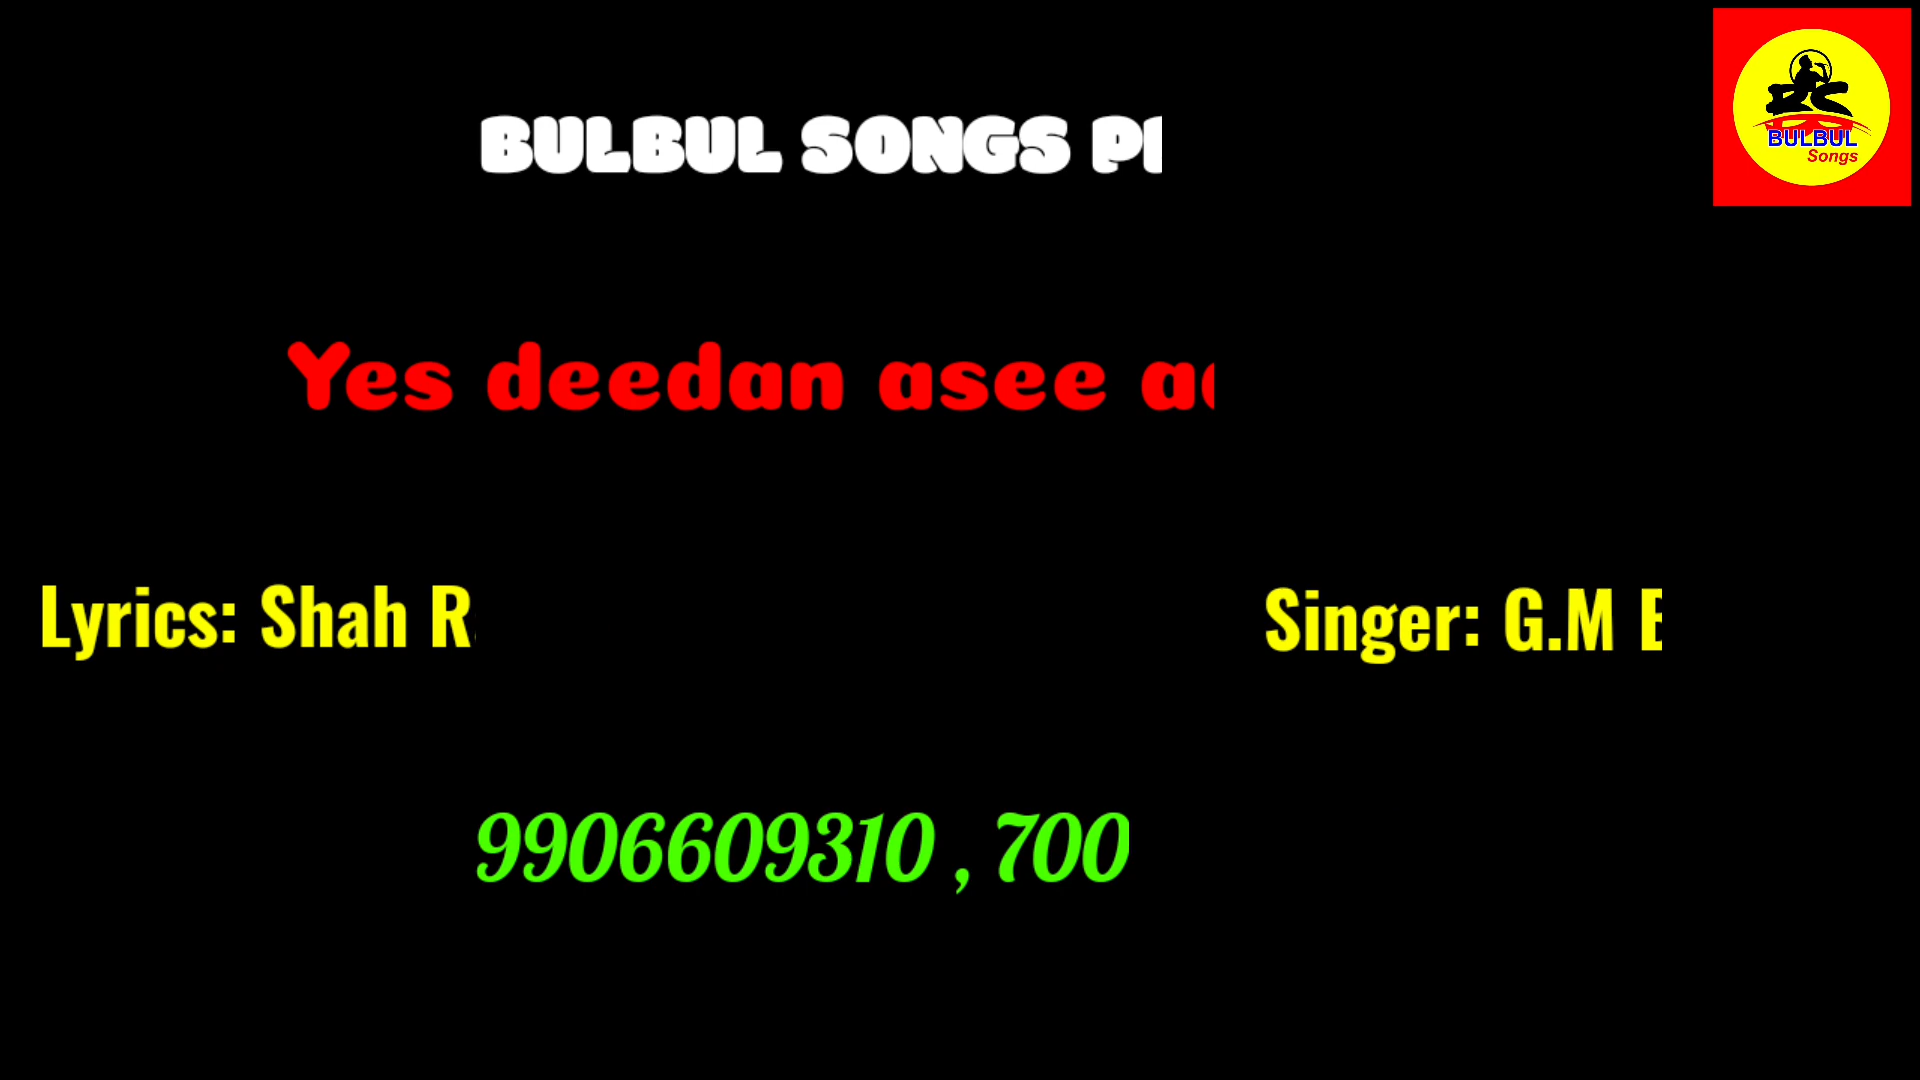 BULBUL SONGS
BULBUL
Songs
Yes deedan asee
Lyrics: Shah
Singer: G.M
9906609310 , 700